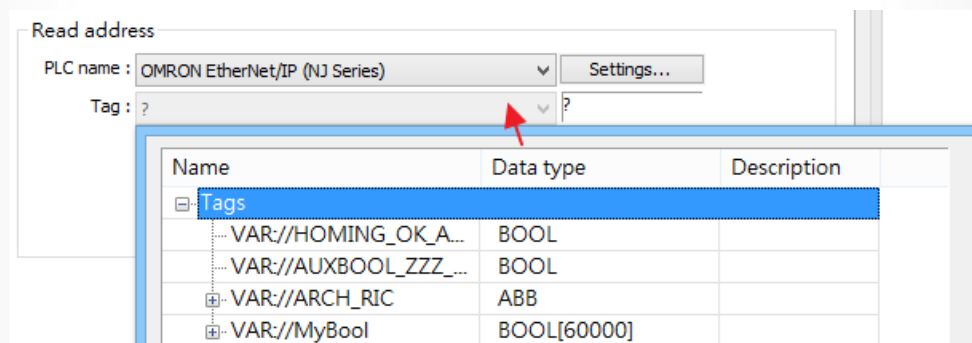 Read address
PLC name : OMRON EtherNet/IP (NJ Series) Settings...
Tag : ? ?
Name Data type Description
Tags
VAR://HOMING_OK_A... BOOL
VAR://AUXBOOL_ZZZ_... BOOL
VAR://ARCH_RIC ABB
VAR://MyBool BOOL[60000]